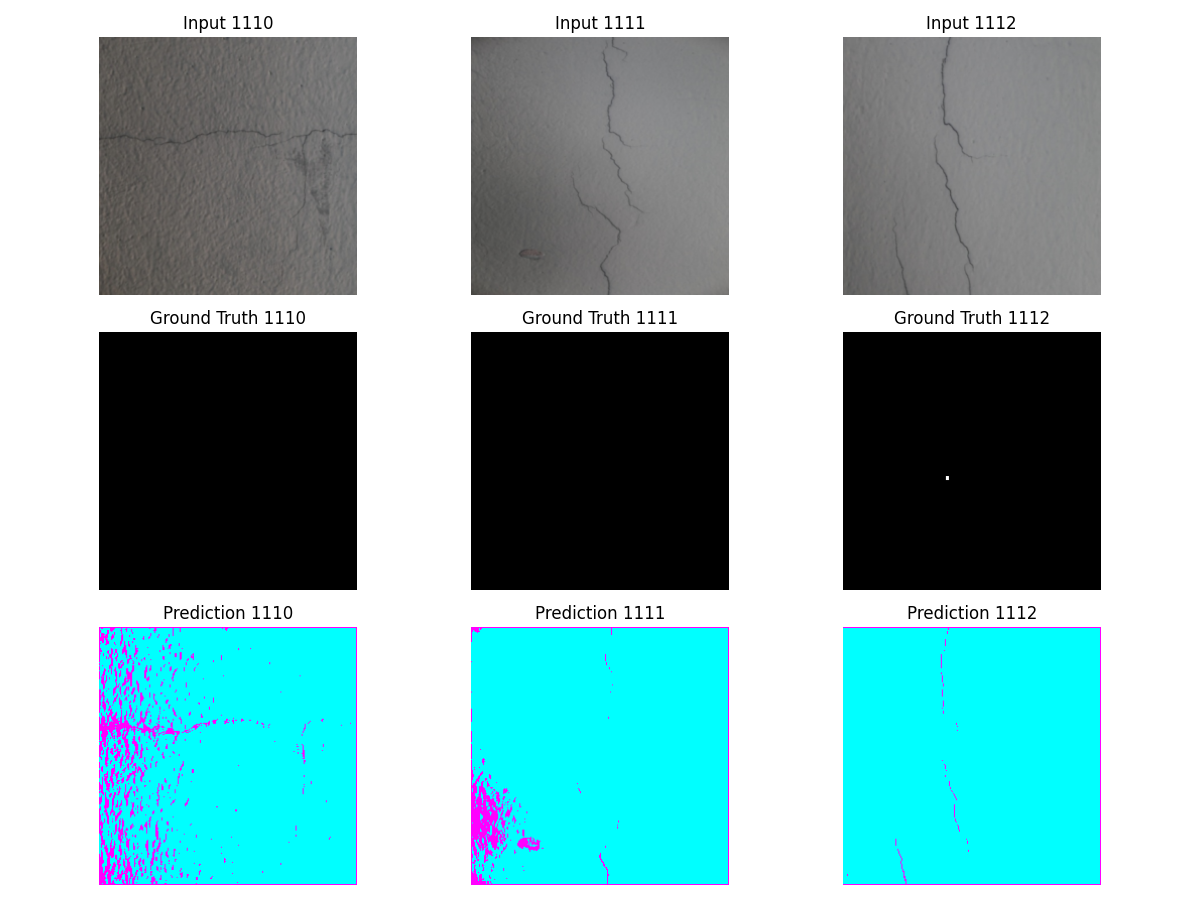 Input 1110
Input 1111
Input 1112
Ground Truth 1110
Ground Truth 1111
Ground Truth 1112
Prediction 1110
Prediction 1111
Prediction 1112